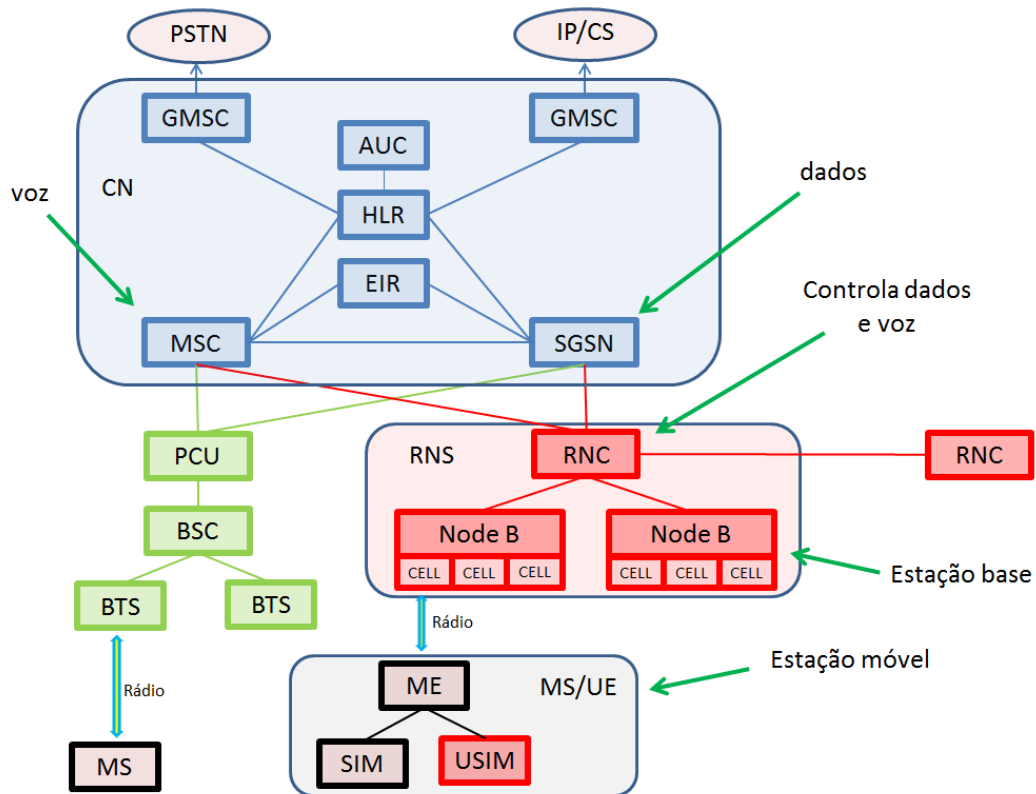 PSTN
IP/CS
GMSC
GMSC
AUC
dados
CN
voz
HLR
EIR
Controla dados
e voz
MSC
SGSN
PCU
RNS
RNC
RNC
BSC
Node B
Node B
CELL
CELL
CELL
CELL
CELL
CELL
Estação base
BTS
BTS
Rádio
Estação móvel
ME
MS/UE
Rádio
MS
SIM
USIM